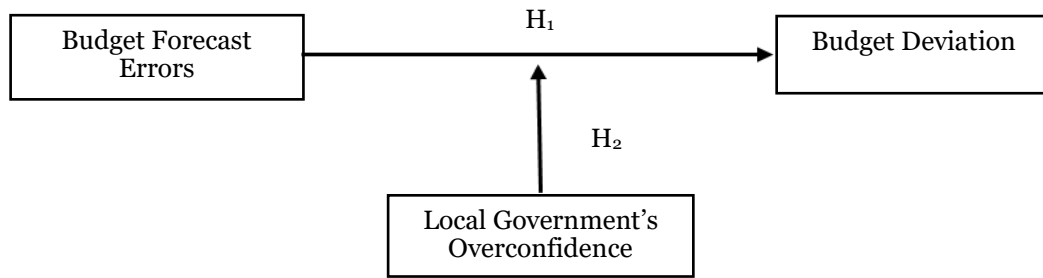 H₁
Budget Forecast
Errors
Budget Deviation
H₂
Local Government’s
Overconfidence